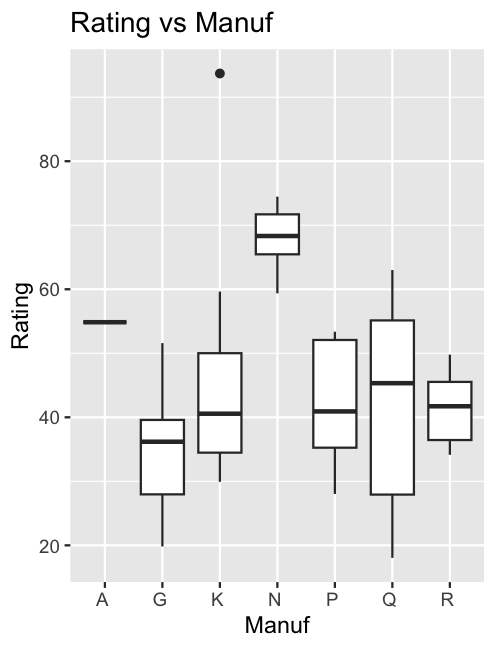 Rating vs Manuf
80
60
40
20
Rating
A G K N P Q R
Manuf